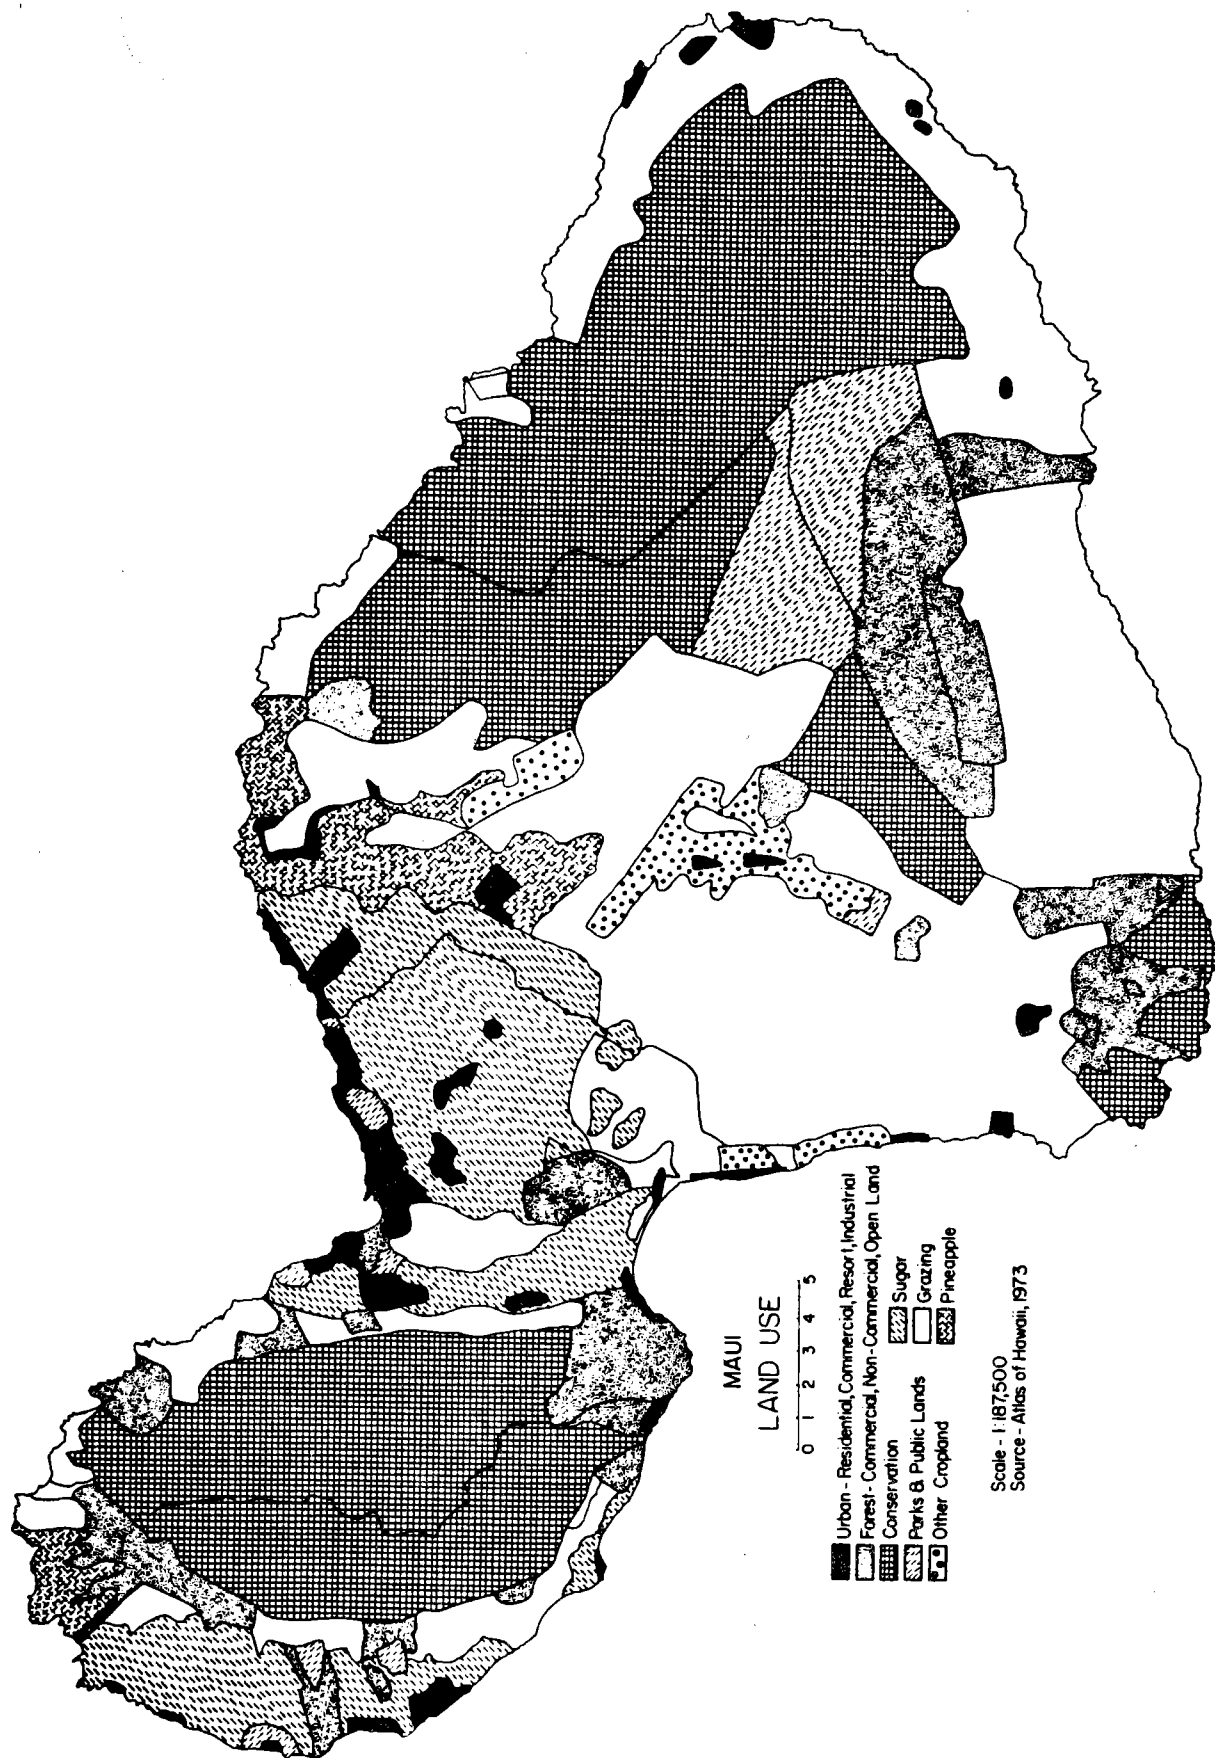 MAUI
LAND USE
0 1 2 3 4 5
Urban - Residential, Commercial, Resort, Industrial
Forest - Commercial, Non-Commercial, Open Land
Conservation
Sugar
Parks & Public Lands
Grazing
Other Cropland
Pineapple
Scale - 1:187,500
Source - Atlas of Hawaii, 1973